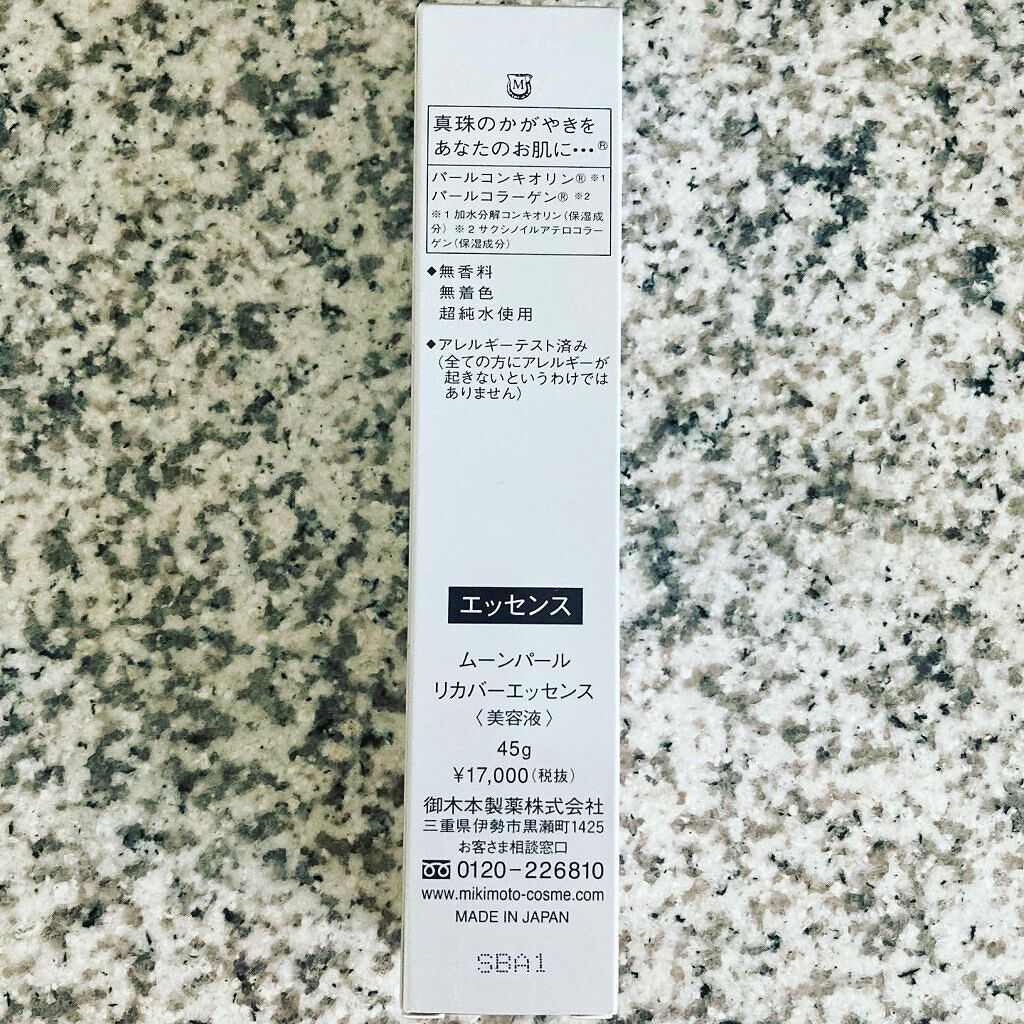 M
真珠のかがやきを
あなたのお肌に…®
パールコンキオリン® ※1
パールコラーゲン® ※2
※1 加水分解コンキオリン（保湿成
分） ※2 サクシノイルアテロコラー
ゲン（保湿成分）
◆無香料
無着色
超純水使用
◆アレルギーテスト済み
（全ての方にアレルギーが
起きないというわけでは
ありません）
エッセンス
ムーンパール
リカバーエッセンス
〈美容液〉
45g
¥17,000（税抜）
御木本製薬株式会社
三重県伊勢市黒瀬町1425
お客さま相談窓口
0120-226810
www.mikimoto-cosme.com
MADE IN JAPAN
SBA1